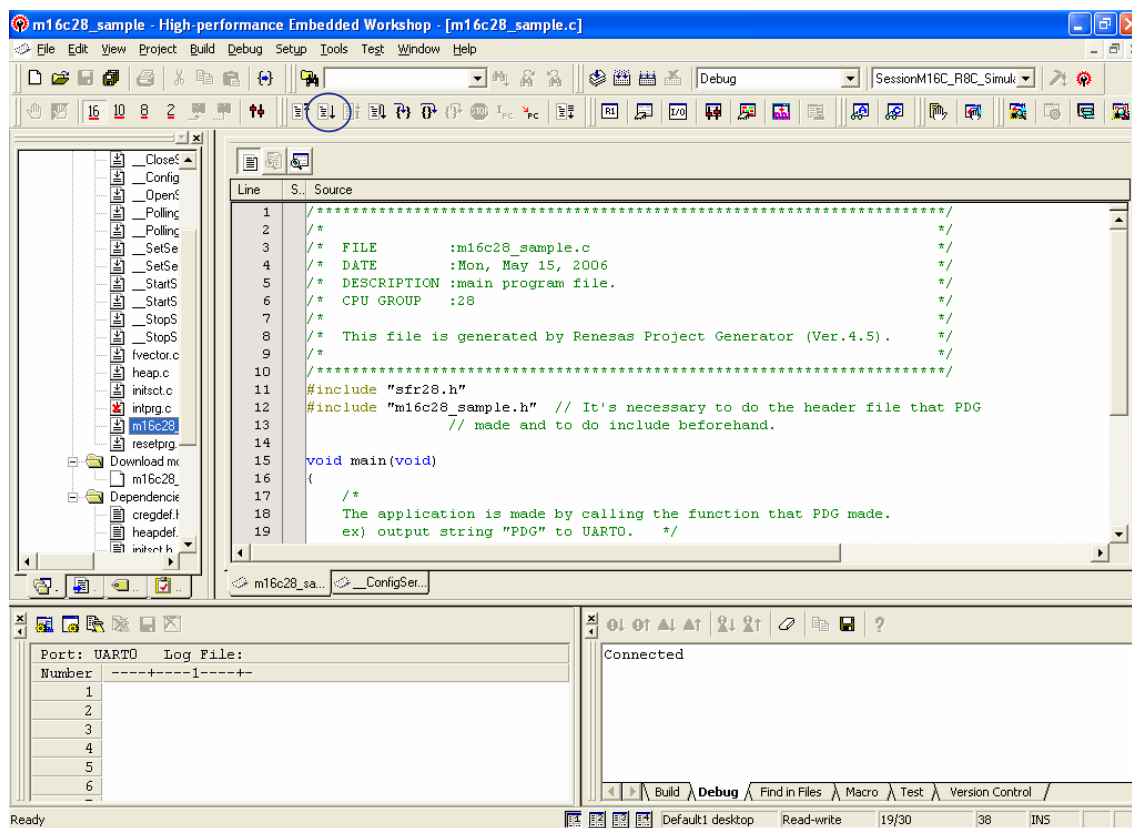 m16c28_sample - High-performance Embedded Workshop - [m16c28_sample.c]
File Edit View Project Build Debug Setup Tools Test Window Help
Debug
SessionM16C_R8C_Simula
16 10 8 2
PC
PC
R1
I/O
__CloseS
__Config
__OpenS
__Polling
__Polling
__SetSe
__SetSe
__StartS
__StartS
__StopS
__StopS
fvector.c
heap.c
initsct.c
intprg.c
m16c28_
resetprg.
Download mo
m16c28_
Dependencie
cregdef.h
heapdef.
initsct.h
Line S.. Source
1 /***********************************************************************/
2 /* */
3 /* FILE :m16c28_sample.c */
4 /* DATE :Mon, May 15, 2006 */
5 /* DESCRIPTION :main program file. */
6 /* CPU GROUP :28 */
7 /* */
8 /* This file is generated by Renesas Project Generator (Ver.4.5). */
9 /* */
10 /***********************************************************************/
11 #include "sfr28.h"
12 #include "m16c28_sample.h" // It's necessary to do the header file that PDG
13 // made and to do include beforehand.
14
15 void main(void)
16 {
17 /*
18 The application is made by calling the function that PDG made.
19 ex) output string "PDG" to UART0. */
m16c28_sa... __ConfigSer...
Port: UART0 Log File:
Number ----+----1----+-
1
2
3
4
5
6
Connected
Build Debug Find in Files Macro Test Version Control
Ready
1 2 3 4 Default1 desktop Read-write 19/30 38 INS